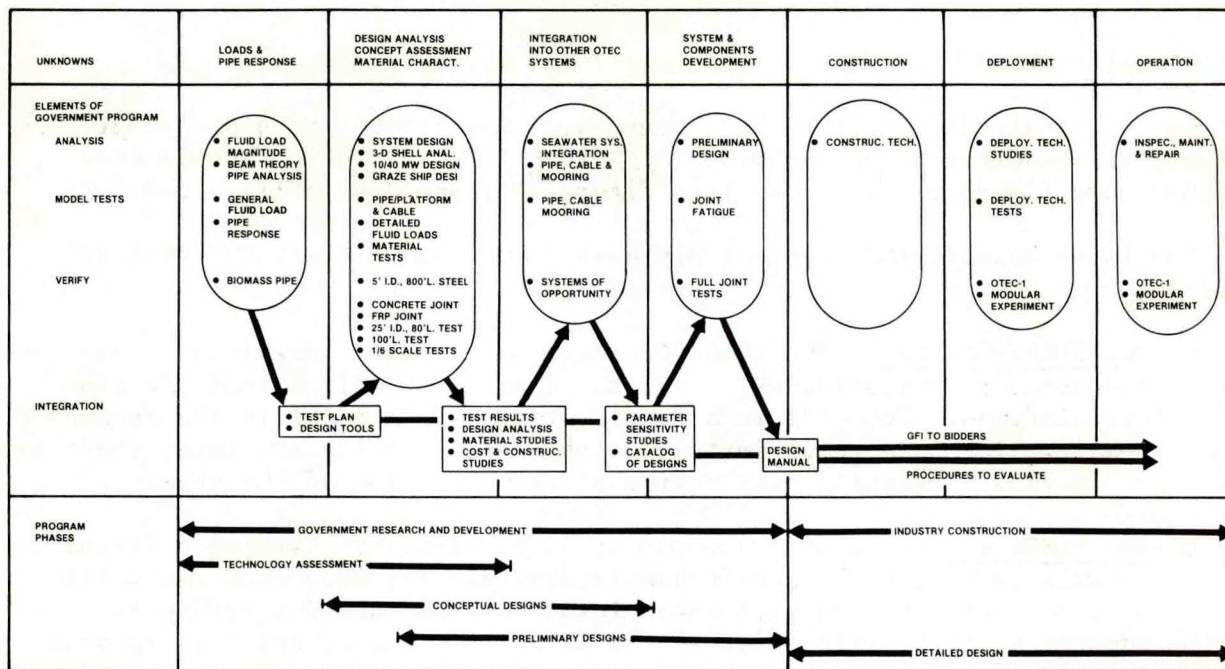 UNKNOWNS
LOADS &
PIPE RESPONSE
DESIGN ANALYSIS
CONCEPT ASSESSMENT
MATERIAL CHARACT.
INTEGRATION
INTO OTHER OTEC
SYSTEMS
SYSTEM &
COMPONENTS
DEVELOPMENT
CONSTRUCTION
DEPLOYMENT
OPERATION
ELEMENTS OF
GOVERNMENT PROGRAM
ANALYSIS
• FLUID LOAD
MAGNITUDE
• BEAM THEORY
PIPE ANALYSIS
• SYSTEM DESIGN
• 3-D SHELL ANAL.
• 10/40 MW DESIGN
• GRAZE SHIP DESI
• SEAWATER SYS.
INTEGRATION
• PIPE, CABLE &
MOORING
• PRELIMINARY
DESIGN
• CONSTRUC. TECH.
• DEPLOY. TECH.
STUDIES
• INSPEC., MAINT. &
& REPAIR
MODEL TESTS
• GENERAL
FLUID LOAD
• PIPE
RESPONSE
• PIPE/PLATFORM
& CABLE
• DETAILED
FLUID LOADS
• MATERIAL
TESTS
• PIPE, CABLE
MOORING
• JOINT
FATIGUE
• DEPLOY. TECH.
TESTS
VERIFY
• BIOMASS PIPE
• 5' I.D., 800'L. STEEL
• CONCRETE JOINT
• FRP JOINT
• 25' I.D., 80'L. TEST
• 100'L. TEST
• 1/6 SCALE TESTS
• SYSTEMS OF
OPPORTUNITY
• FULL JOINT
TESTS
• OTEC-1
• MODULAR
EXPERIMENT
• OTEC-1
• MODULAR
EXPERIMENT
INTEGRATION
• TEST PLAN
• DESIGN TOOLS
• TEST RESULTS
• DESIGN ANALYSIS
• MATERIAL STUDIES
• COST & CONSTRUC.
STUDIES
• PARAMETER
SENSITIVITY
STUDIES
• CATALOG
OF DESIGNS
DESIGN
MANUAL
GFI TO BIDDERS
PROCEDURES TO EVALUATE
PROGRAM
PHASES
GOVERNMENT RESEARCH AND DEVELOPMENT
INDUSTRY CONSTRUCTION
TECHNOLOGY ASSESSMENT
CONCEPTUAL DESIGNS
PRELIMINARY DESIGNS
DETAILED DESIGN